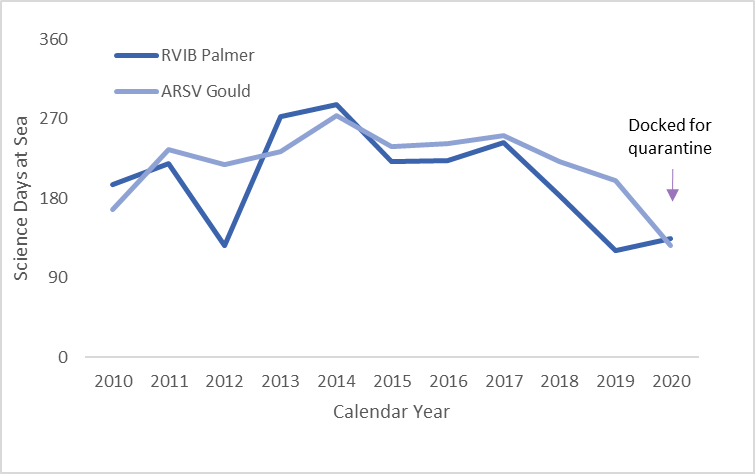 360
270
180
90
0
Science Days at Sea
RVIB Palmer
ARSV Gould
Docked for
quarantine
2010 2011 2012 2013 2014 2015 2016 2017 2018 2019 2020
Calendar Year